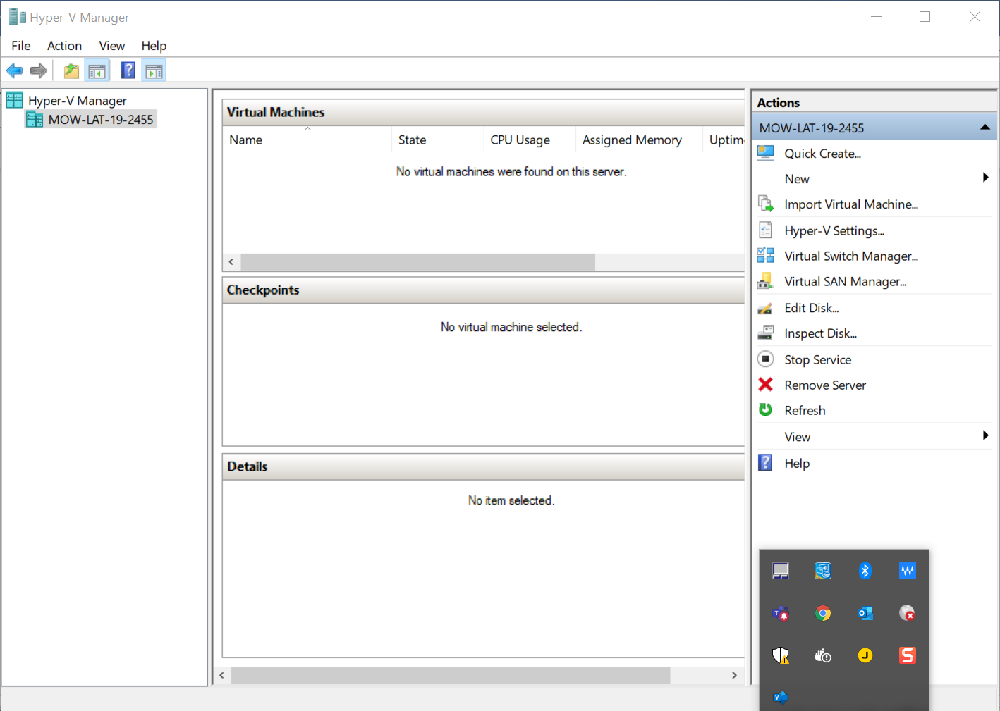 Hyper-V Manager
File Action View Help
Hyper-V Manager
MOW-LAT-19-2455
Virtual Machines
Name State CPU Usage Assigned Memory Uptim
No virtual machines were found on this server.
Checkpoints
No virtual machine selected.
Details
No item selected.
Actions
MOW-LAT-19-2455
Quick Create...
New
Import Virtual Machine...
Hyper-V Settings...
Virtual Switch Manager...
Virtual SAN Manager...
Edit Disk...
Inspect Disk...
Stop Service
Remove Server
Refresh
View
Help